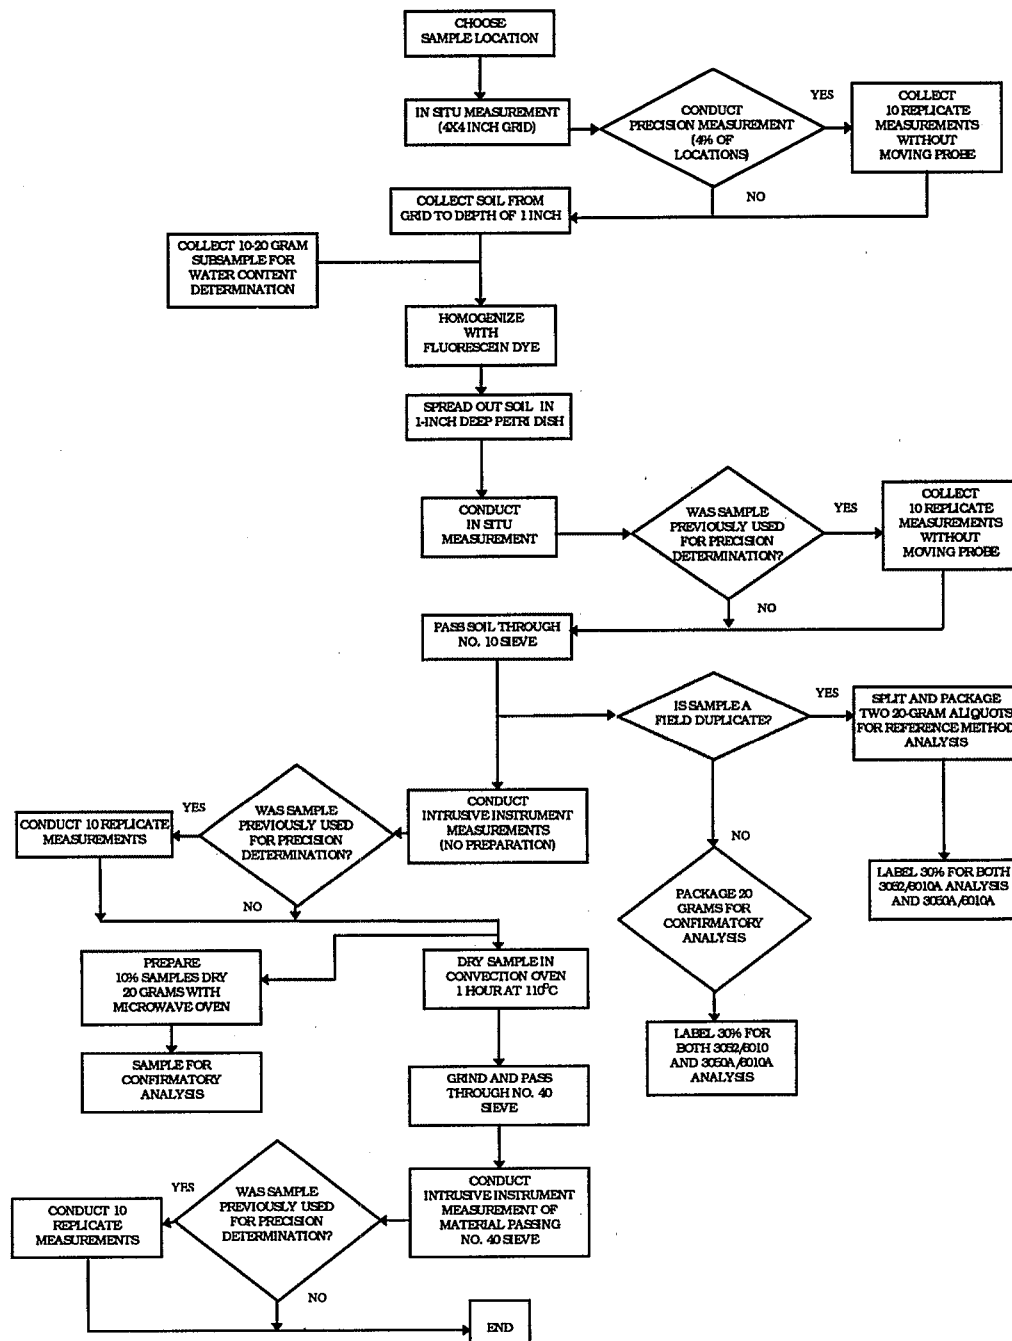 CHOOSE
SAMPLE LOCATION
IN SITU MEASUREMENT
(4X4 INCH GRID)
CONDUCT
PRECISION MEASUREMENT
(4% OF
LOCATIONS)
YES
COLLECT
10 REPLICATE
MEASUREMENTS
WITHOUT
MOVING PROBE
NO
COLLECT SOIL FROM
GRID TO DEPTH OF 1 INCH
COLLECT 10-20 GRAM
SUBSAMPLE FOR
WATER CONTENT
DETERMINATION
HOMOGENIZE
WITH
FLUORESCEIN DYE
SPREAD OUT SOIL IN
1-INCH DEEP PETRI DISH
CONDUCT
IN SITU
MEASUREMENT
WAS SAMPLE
PREVIOUSLY USED
FOR PRECISION
DETERMINATION?
YES
COLLECT
10 REPLICATE
MEASUREMENTS
WITHOUT
MOVING PROBE
NO
PASS SOIL THROUGH
NO. 10 SIEVE
IS SAMPLE A
FIELD DUPLICATE?
YES
SPLIT AND PACKAGE
TWO 20-GRAM ALIQUOTS
FOR REFERENCE METHOD
ANALYSIS
LABEL 30% FOR BOTH
3052/6010A ANALYSIS
AND 3050A/6010A
NO
PACKAGE 20
GRAMS FOR
CONFIRMATORY
ANALYSIS
LABEL 30% FOR
BOTH 3052/6010
AND 3050A/6010A
ANALYSIS
CONDUCT
INTRUSIVE INSTRUMENT
MEASUREMENTS
(NO PREPARATION)
WAS SAMPLE
PREVIOUSLY USED
FOR PRECISION
DETERMINATION?
YES
CONDUCT 10 REPLICATE
MEASUREMENTS
NO
PREPARE
10% SAMPLES DRY
20 GRAMS WITH
MICROWAVE OVEN
SAMPLE FOR
CONFIRMATORY
ANALYSIS
DRY SAMPLE IN
CONVECTION OVEN
1 HOUR AT 110°C
GRIND AND PASS
THROUGH NO. 40
SIEVE
CONDUCT
INTRUSIVE INSTRUMENT
MEASUREMENT OF
MATERIAL PASSING
NO. 40 SIEVE
WAS SAMPLE
PREVIOUSLY USED
FOR PRECISION
DETERMINATION?
YES
CONDUCT 10
REPLICATE
MEASUREMENTS
NO
END